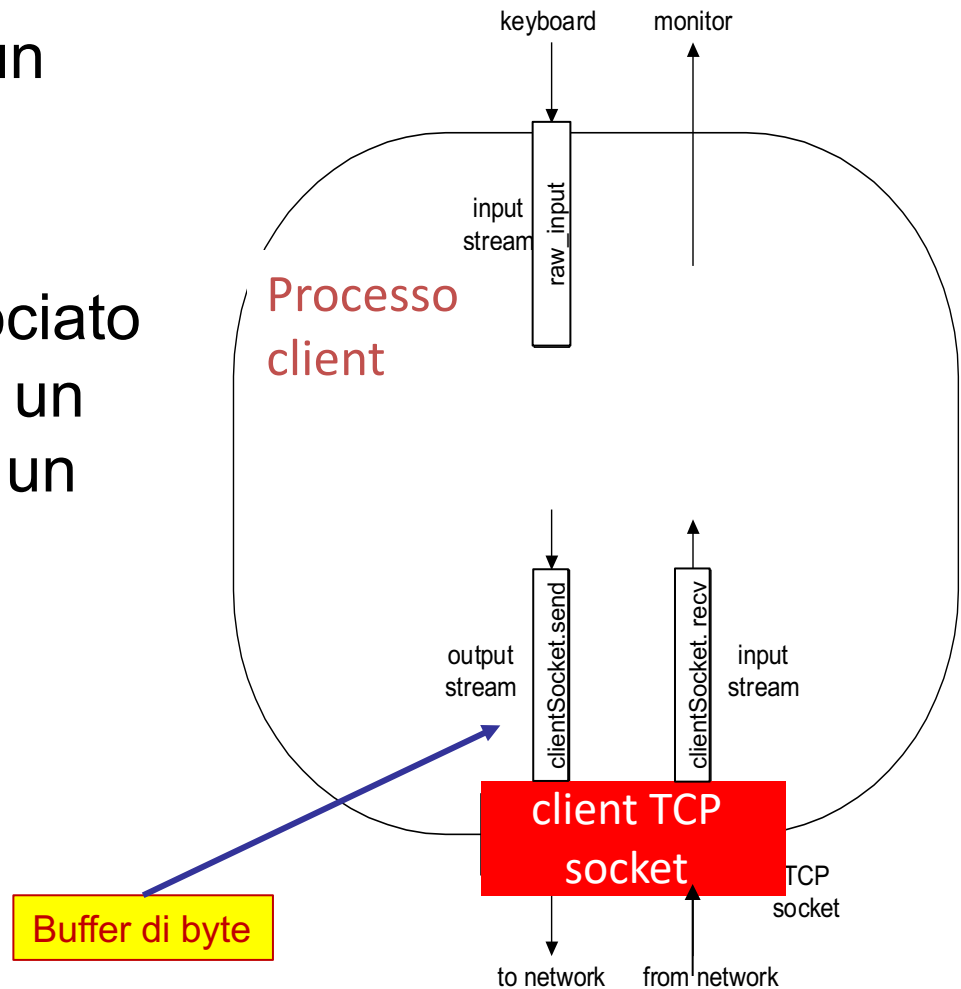 keyboard
monitor
un
input
stream
raw_input
Processo
client
ociato
un
un
output
stream
clientSocket.send
clientSocket. recv
input
stream
client TCP
socket
TCP
socket
Buffer di byte
to network
from network